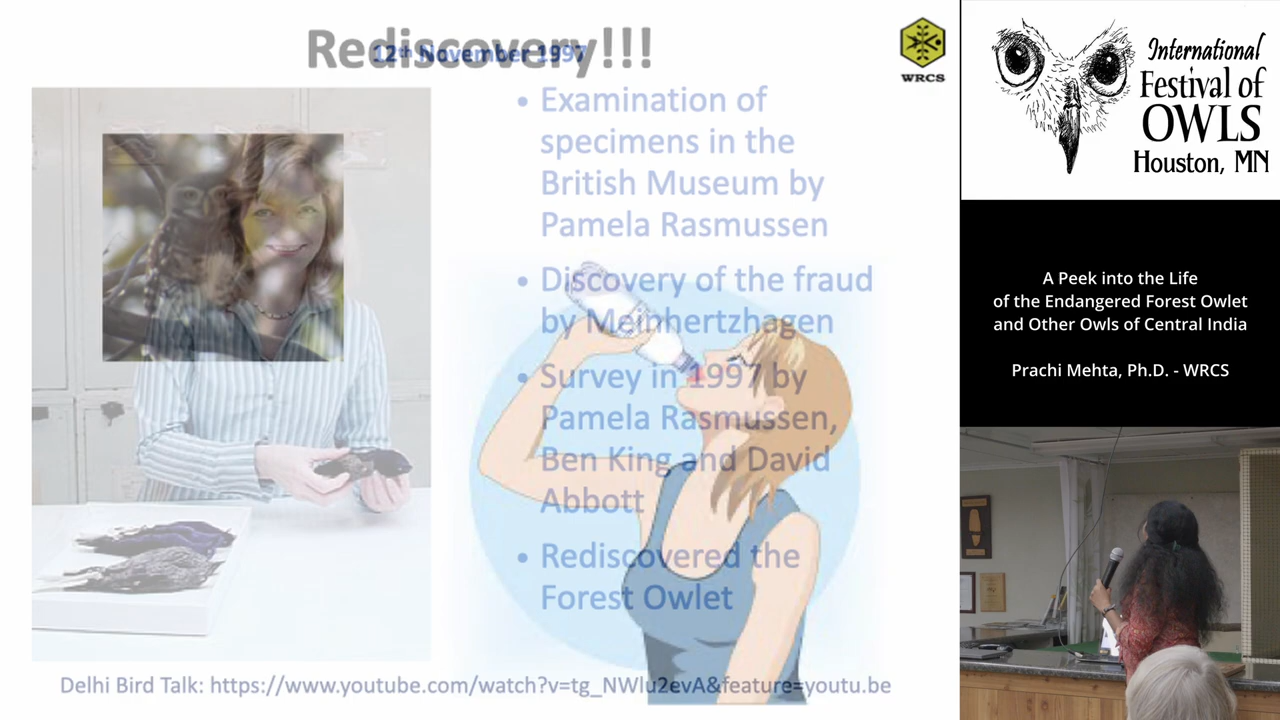 Rediscovery!!!
12th November 1997
WRCS
• Examination of
specimens in the
British Museum by
Pamela Rasmussen
• Discovery of the fraud
by Meinhertzhagen
• Survey in 1997 by
Pamela Rasmussen,
Ben King and David
Abbott
• Rediscovered the
Forest Owlet
Delhi Bird Talk: https://www.youtube.com/watch?v=tg_NWlu2evA&feature=youtu.be
International
Festival of
OWLS
Houston, MN
A Peek into the Life
of the Endangered Forest Owlet
and Other Owls of Central India
Prachi Mehta, Ph.D. - WRCS